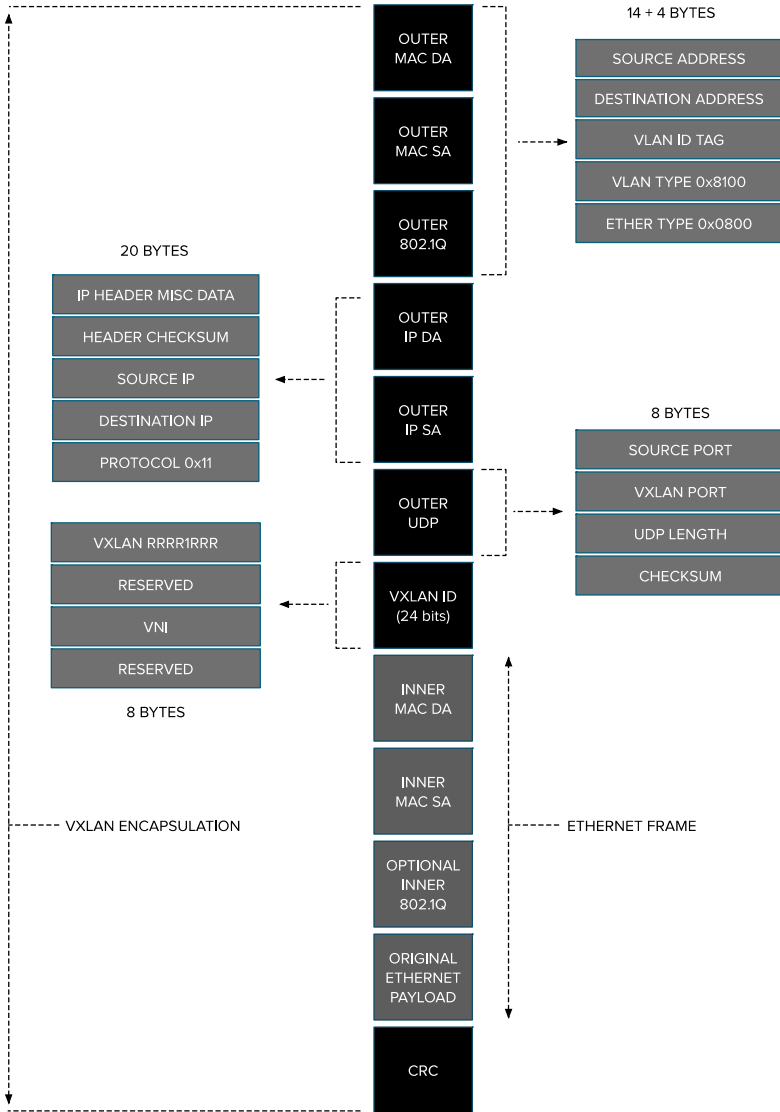 14 + 4 BYTES
OUTER
MAC DA
SOURCE ADDRESS
DESTINATION ADDRESS
VLAN ID TAG
VLAN TYPE 0x8100
ETHER TYPE 0x0800
OUTER
MAC SA
OUTER
802.1Q
20 BYTES
IP HEADER MISC DATA
HEADER CHECKSUM
SOURCE IP
DESTINATION IP
PROTOCOL 0x11
OUTER
IP DA
OUTER
IP SA
8 BYTES
SOURCE PORT
VXLAN PORT
UDP LENGTH
CHECKSUM
OUTER
UDP
VXLAN RRRR1RRR
RESERVED
VNI
RESERVED
8 BYTES
VXLAN ID
(24 bits)
INNER
MAC DA
INNER
MAC SA
VXLAN ENCAPSULATION
ETHERNET FRAME
OPTIONAL
INNER
802.1Q
ORIGINAL
ETHERNET
PAYLOAD
CRC